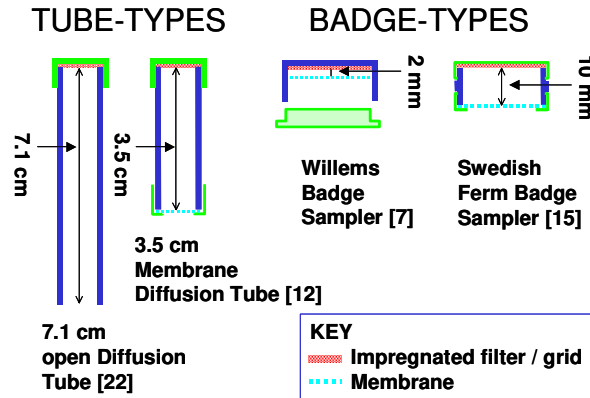 TUBE-TYPES
BADGE-TYPES
7.1 cm
3.5 cm
2 mm
10 mm
Willems
Badge
Sampler [7]
Swedish
Ferm Badge
Sampler [15]
3.5 cm
Membrane
Diffusion Tube [12]
7.1 cm
open Diffusion
Tube [22]
KEY
Impregnated filter / grid
Membrane